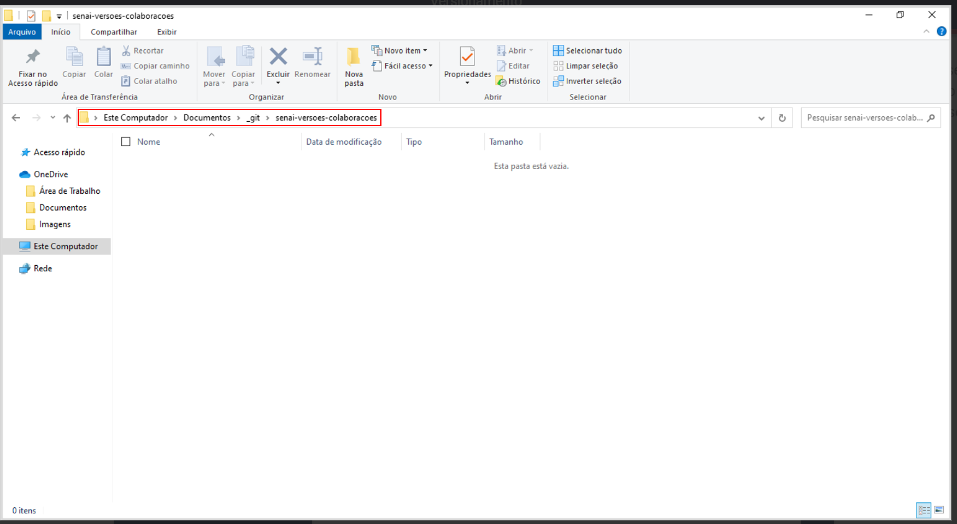 versionamento
senai-versoes-colaboracoes
Arquivo Início Compartilhar Exibir
Fixar no Acesso rápido
Copiar
Colar
Recortar
Copiar caminho
Colar atalho
Área de Transferência
Mover para
Copiar para
Excluir
Renomear
Organizar
Nova pasta
Novo item
Fácil acesso
Novo
Propriedades
Abrir
Editar
Histórico
Abrir
Selecionar tudo
Limpar seleção
Inverter seleção
Selecionar
Este Computador > Documentos > _git > senai-versoes-colaboracoes
Pesquisar senai-versoes-colab...
Nome Data de modificação Tipo Tamanho
Esta pasta está vazia.
Acesso rápido
OneDrive
Área de Trabalho
Documentos
Imagens
Este Computador
Rede
0 itens